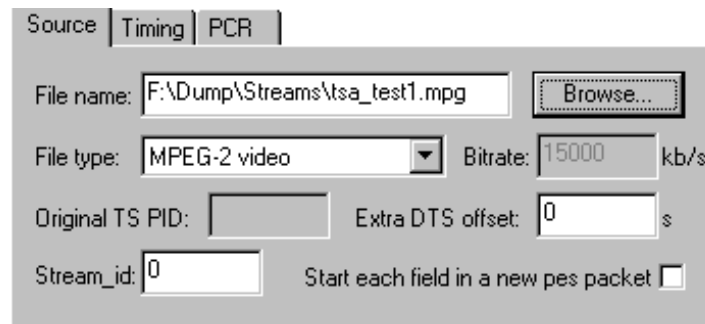 Source Timing PCR
File name: F:\Dump\Streams\tsa_test1.mpg Browse...
File type: MPEG-2 video Bitrate: 15000 kb/s
Original TS PID: Extra DTS offset: 0 s
Stream_id: 0 Start each field in a new pes packet